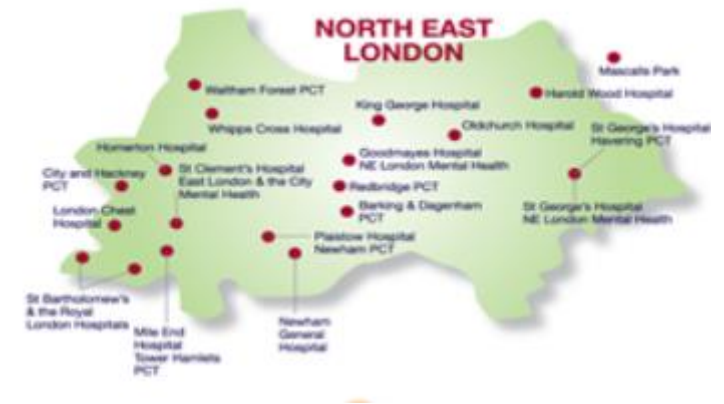 NORTH EAST
LONDON
Mascalls Park
Waltham Forest PCT
Harold Wood Hospital
King George Hospital
Whipps Cross Hospital
Oldchurch Hospital
St George's Hospital
Havering PCT
Homerton Hospital
Goodmayes Hospital
NE London Mental Health
City and Hackney
PCT
St Clement's Hospital
East London & the City
Mental Health
Redbridge PCT
London Chest
Hospital
Barking & Dagenham
PCT
St George's Hospital
NE London Mental Health
Plaistow Hospital
Newham PCT
St Bartholomew's
& the Royal
London Hospitals
Mile End
Hospital
Tower Hamlets
PCT
Newham
General
Hospital